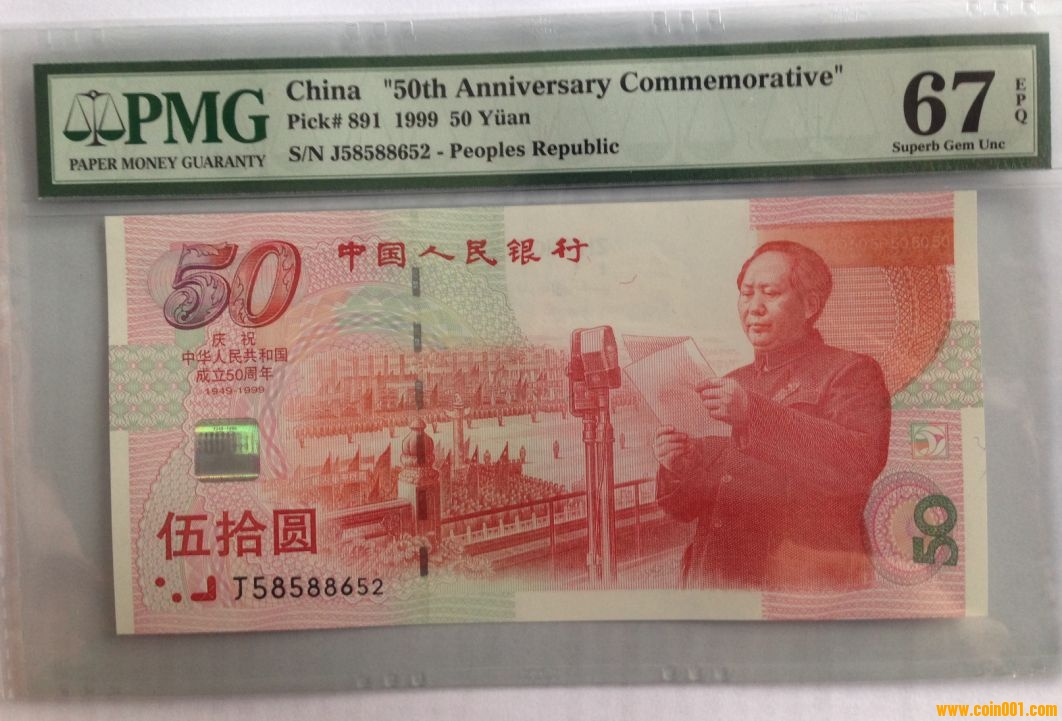 PMG
PAPER MONEY GUARANTY
China "50th Anniversary Commemorative"
Pick# 891 1999 50 Yüan
S/N J58588652 - Peoples Republic
67
EPQ
Superb Gem Unc
50
中国人民银行
庆祝
中华人民共和国
成立50周年
1949-1999
伍拾圆
J58588652
50
www.coin001.com